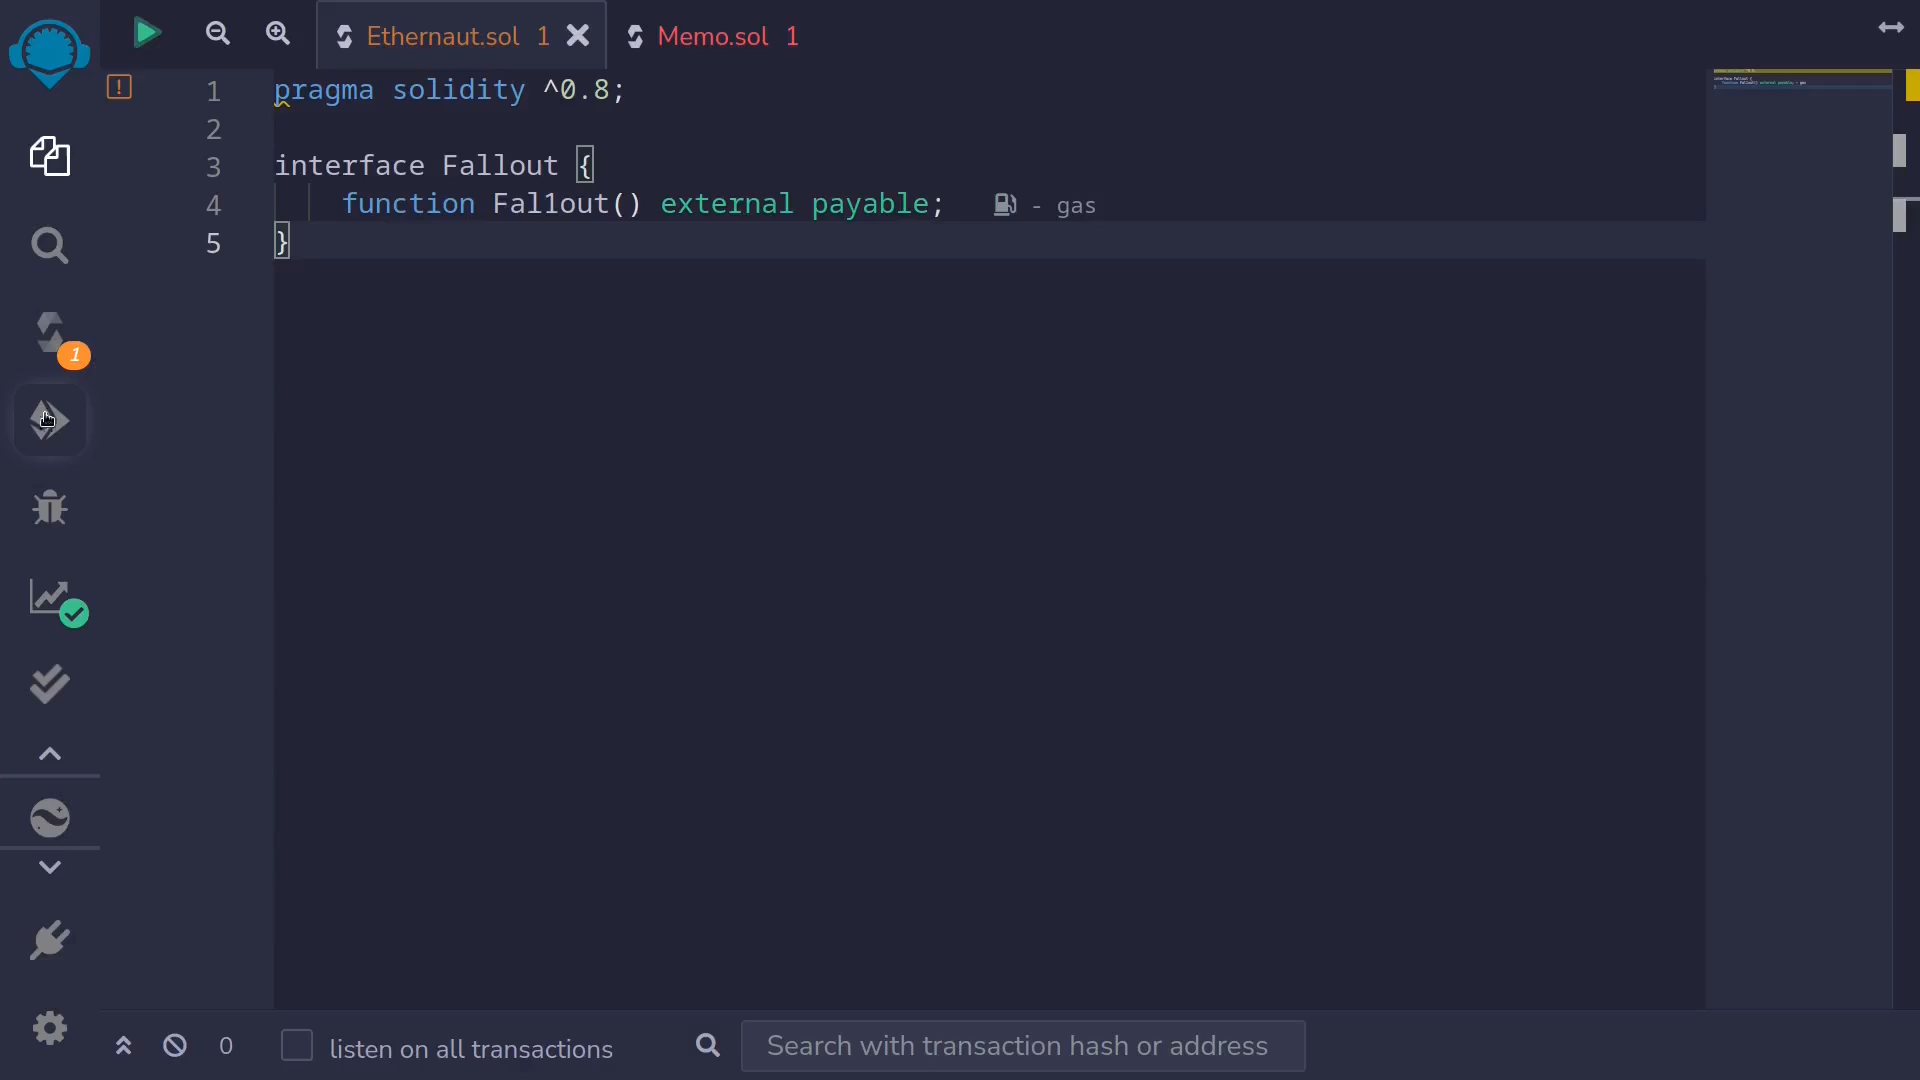 Ethernaut.sol 1
Memo.sol 1
1 pragma solidity ^0.8;
2
3 interface Fallout {
4 function Fal1out() external payable; - gas
5 }
1
0 listen on all transactions
Search with transaction hash or address